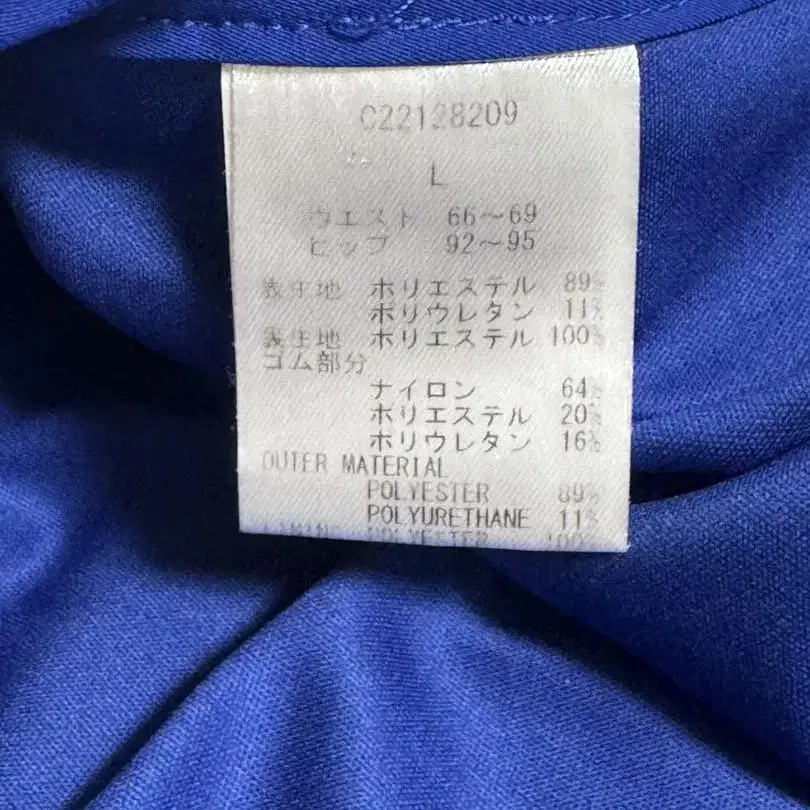 C22128209
L
ウエスト 66～69
ヒップ 92～95
表生地 ポリエステル 89%
ポリウレタン 11%
表生地 ポリエステル 100%
ゴム部分
ナイロン 64%
ポリエステル 20%
ポリウレタン 16%
OUTER MATERIAL
POLYESTER 89%
POLYURETHANE 11%
POLYESTER 100%